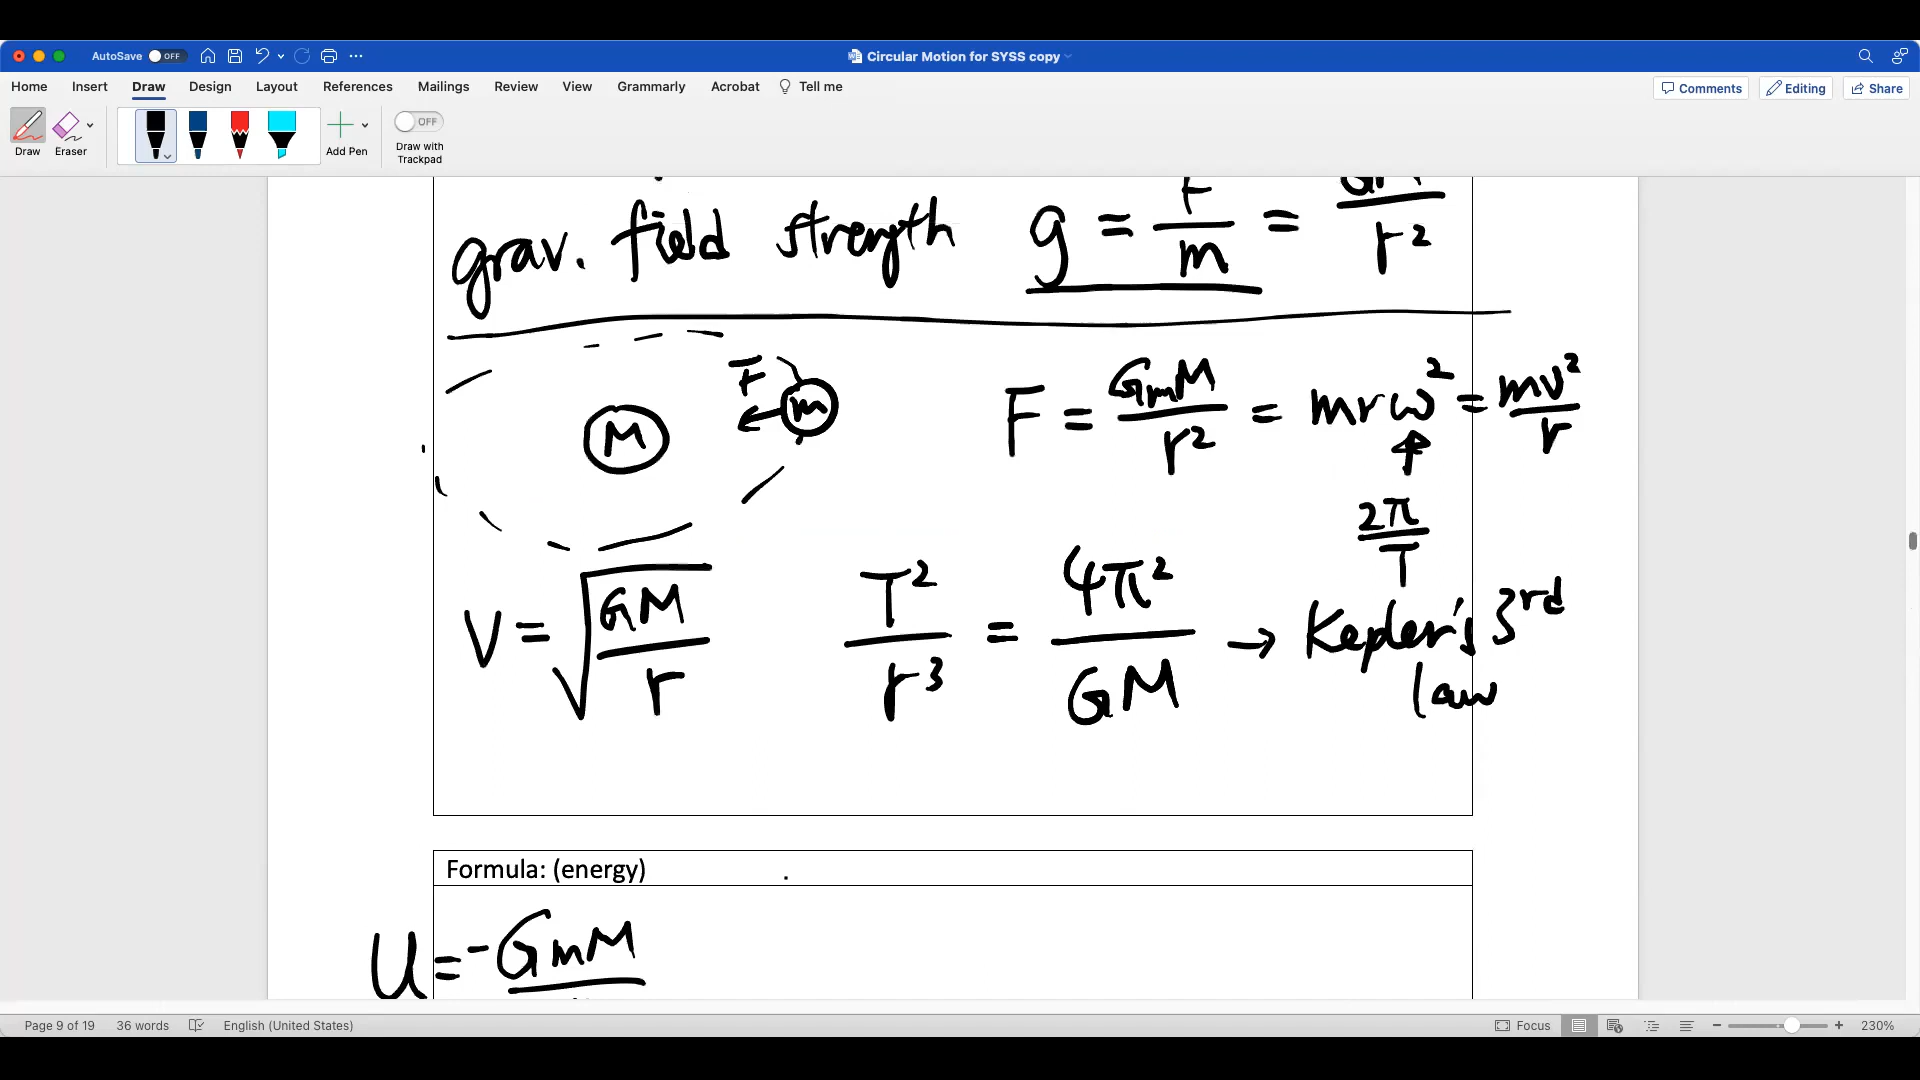 AutoSave OFF
Circular Motion for SYSS copy
Home Insert Draw Design Layout References Mailings Review View Grammarly Acrobat Tell me
Comments Editing Share
Draw Eraser Add Pen OFF Draw with Trackpad
grav. field strength g = F/m = GM/r²
M F m
F = GmM/r² = mrω² = mv²/r
2π/T
V = √(GM/r) T²/r³ = 4π²/GM → Kepler's 3rd
law
Formula: (energy)
U = -GmM
Page 9 of 19 36 words English (United States) Focus 230%